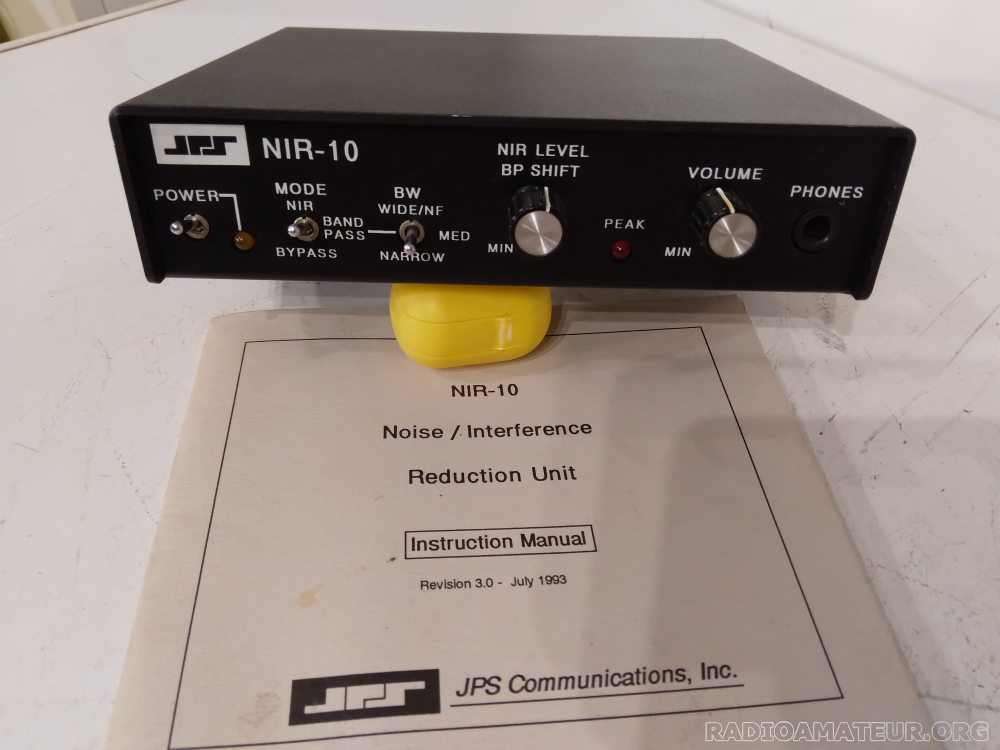 JPS NIR-10
NIR LEVEL
BP SHIFT
VOLUME
PHONES
POWER
MODE
NIR
BAND
PASS
BYPASS
BW
WIDE/NF
MED
NARROW
MIN
PEAK
MIN
NIR-10
Noise / Interference
Reduction Unit
Instruction Manual
Revision 3.0 - July 1993
JPS JPS Communications, Inc.
RADIOAMATEUR.ORG